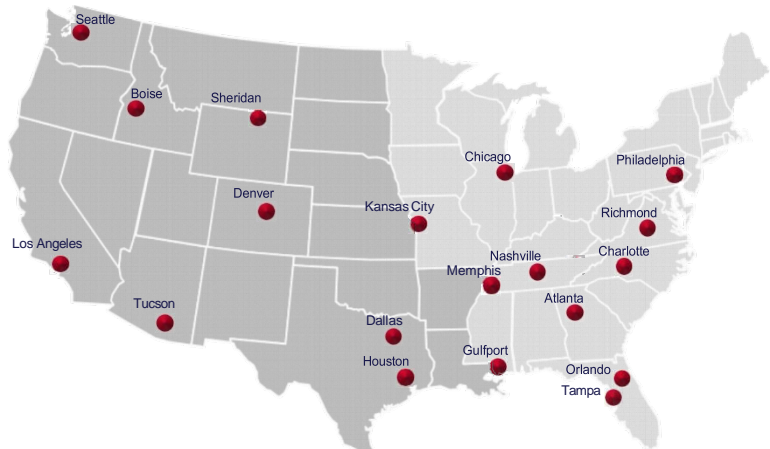 Seattle
Boise
Sheridan
Chicago
Philadelphia
Denver
Kansas City
Richmond
Los Angeles
Nashville
Charlotte
Memphis
Tucson
Atlanta
Dallas
Gulfport
Houston
Orlando
Tampa